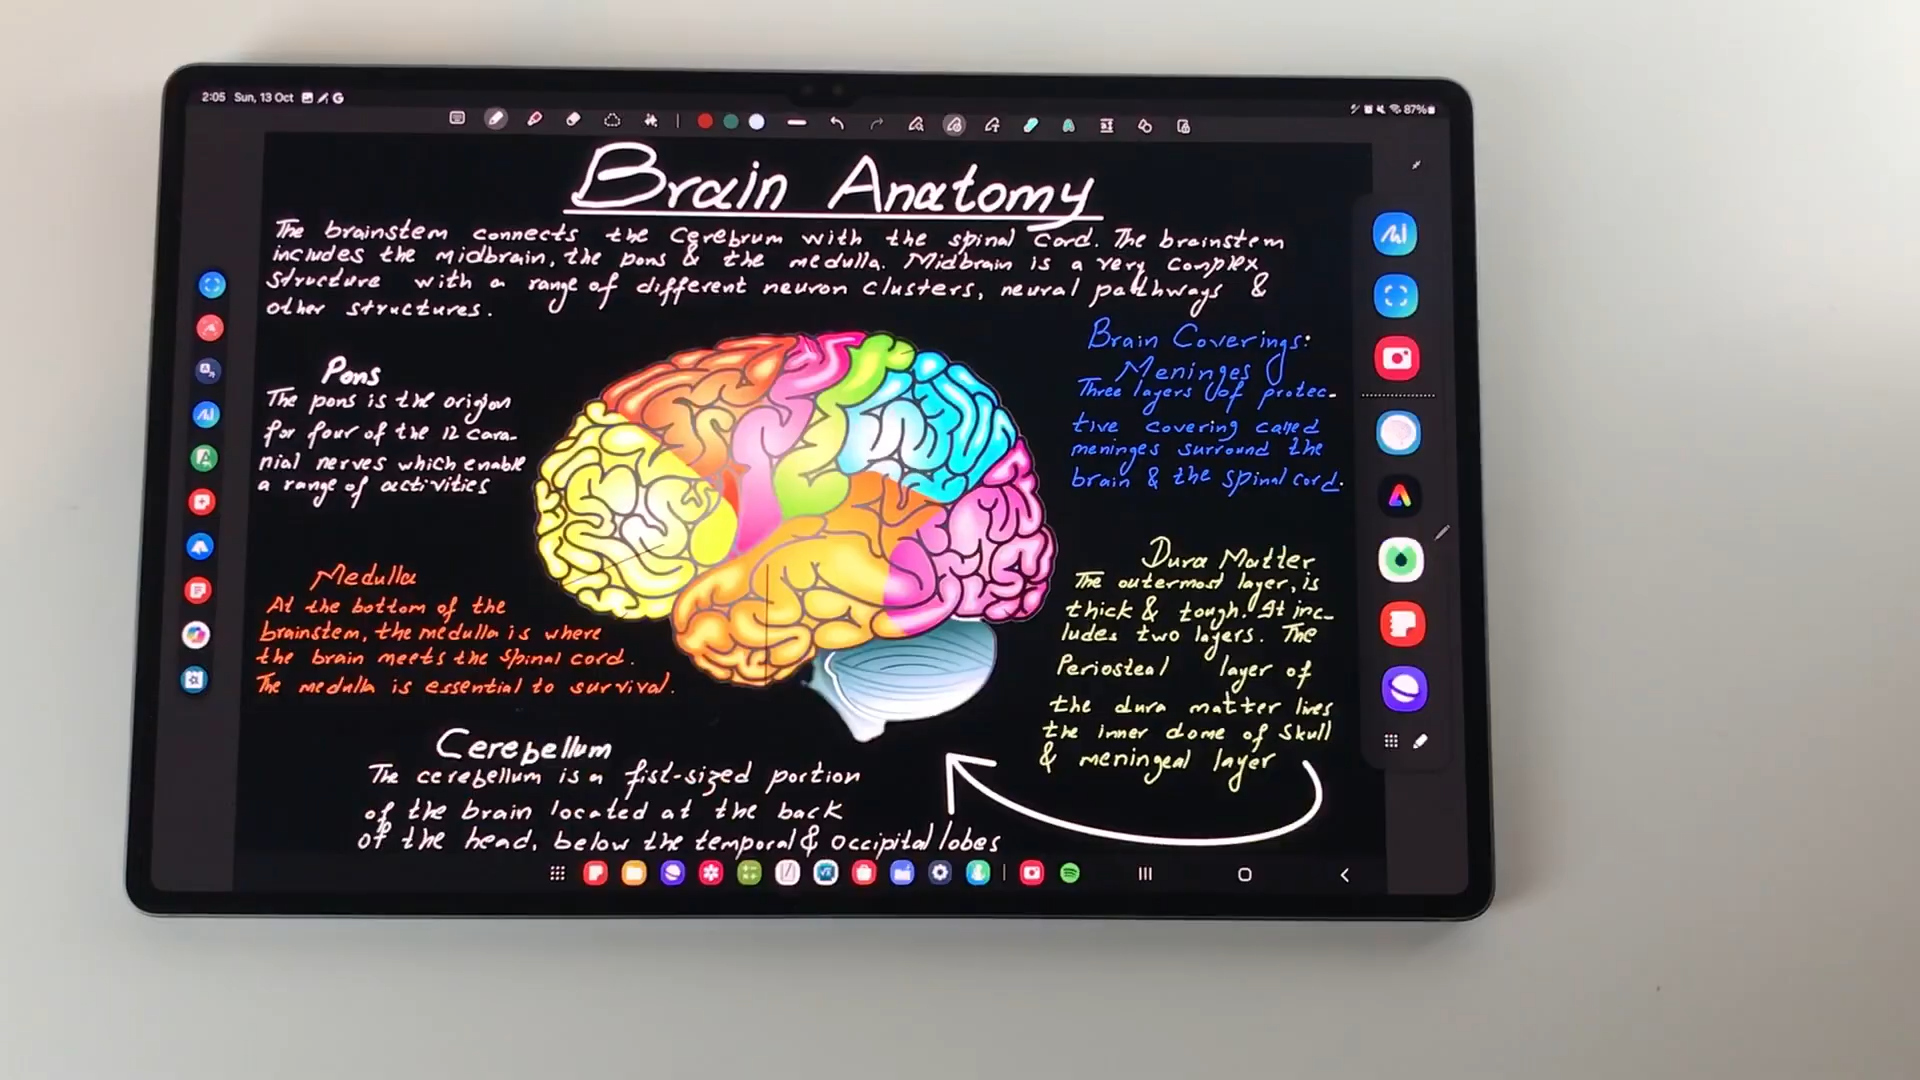 2:05 Sun, 13 Oct
87%
Brain Anatomy
The brainstem connects the cerebrum with the spinal cord. The brainstem
includes the midbrain, the pons & the medulla. Midbrain is a very complex
structure with a range of different neuron clusters, neural pathways &
other structures.
Pons
The pons is the origion
for four of the 12 cara-
nial nerves which enable
a range of activities
Medulla
At the bottom of the
brainstem, the medulla is where
the brain meets the spinal cord.
The medulla is essential to survival.
Cerebellum
The cerebellum is a fist-sized portion
of the brain located at the back
of the head, below the temporal & occipital lobes
Brain Coverings:
Meninges
Three layers of protec-
tive covering called
meninges surround the
brain & the spinal cord.
Dura Matter
The outermost layer, is
thick & tough. It inc-
ludes two layers. The
Periosteal layer of
the dura matter lives
the inner dome of skull
& meningeal layer